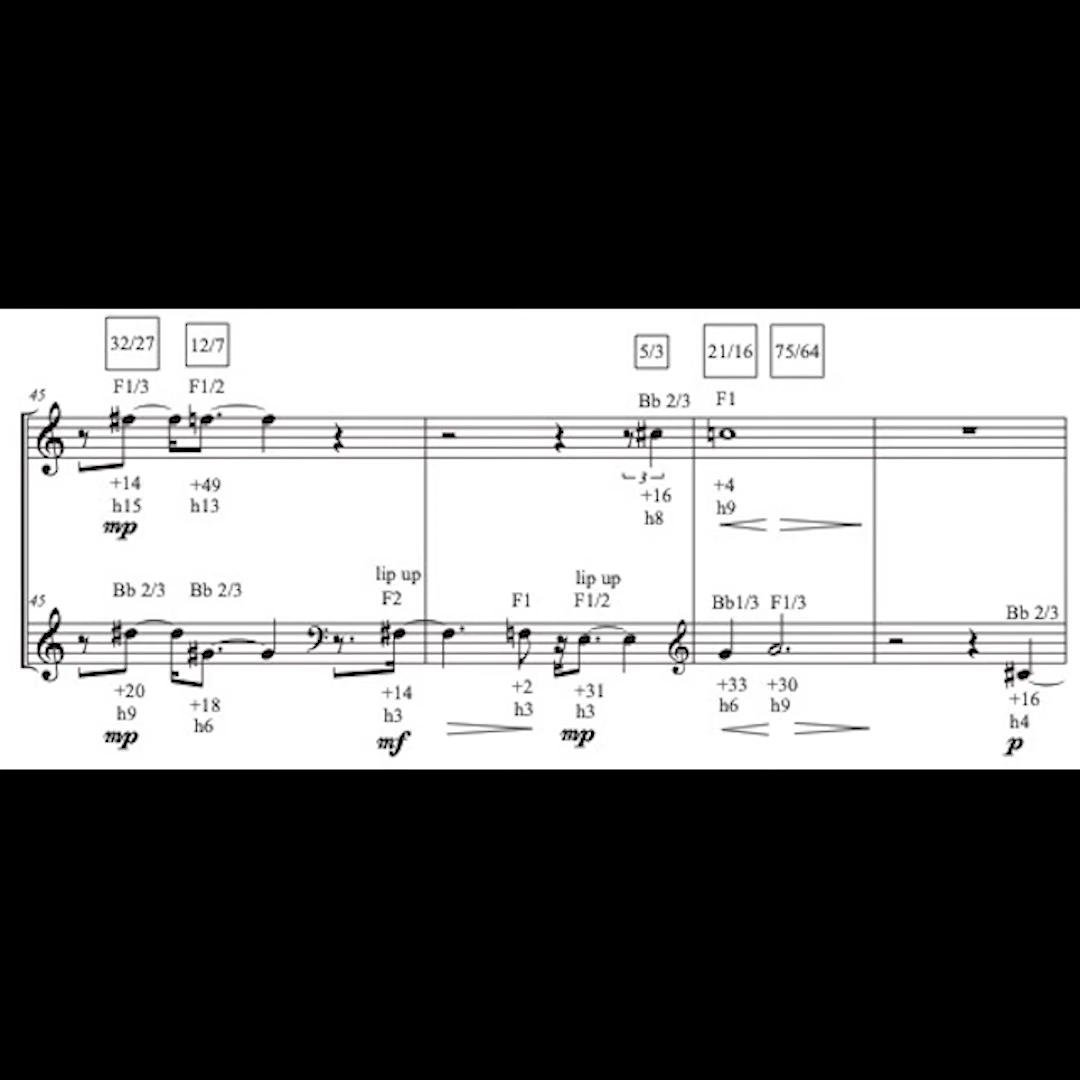 32/27 12/7 5/3 21/16 75/64
45 F1/3 F1/2 Bb 2/3 F1
3
+14 +49 +16 +4
h15 h13 h8 h9
mp
lip up lip up
45 Bb 2/3 Bb 2/3 F2 F1 F1/2 Bb1/3 F1/3 Bb 2/3
+20 +18 +14 +2 +31 +33 +30 +16
h9 h6 h3 h3 h3 h6 h9 h4
mp mf mp p